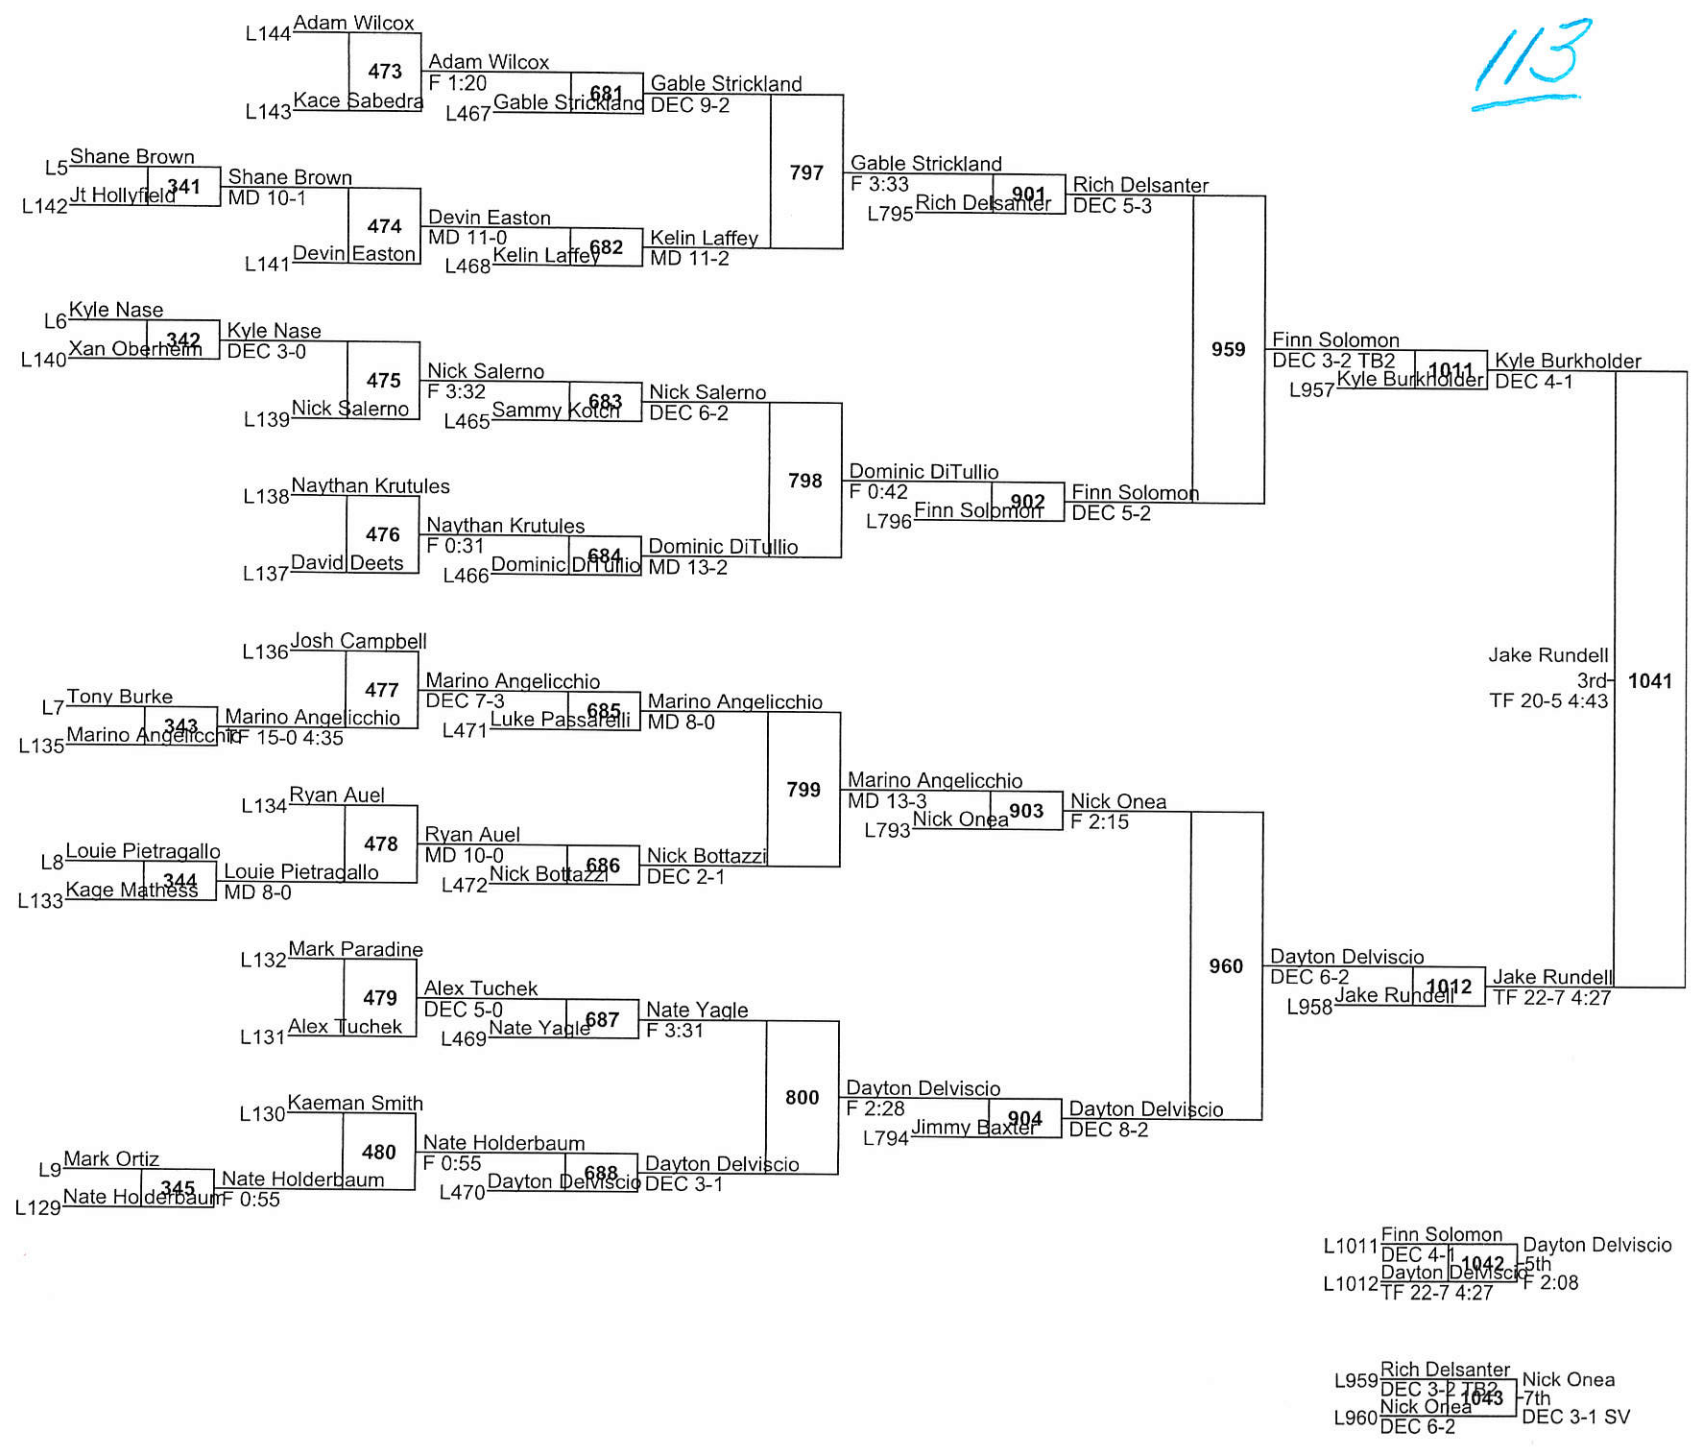 113
L144 Adam Wilcox
473
L143 Kace Sabedra
Adam Wilcox
F 1:20
681
L467 Gable Strickland
Gable Strickland
DEC 9-2
L5 Shane Brown
341
L142 Jt Hollyfield
Shane Brown
MD 10-1
474
L141 Devin Easton
Devin Easton
MD 11-0
682
L468 Kelin Laffey
Kelin Laffey
MD 11-2
797
Gable Strickland
F 3:33
901
L795 Rich Delsanter
Rich Delsanter
DEC 5-3
L6 Kyle Nase
342
L140 Xan Oberheim
Kyle Nase
DEC 3-0
475
L139 Nick Salerno
Nick Salerno
F 3:32
683
L465 Sammy Kotch
Nick Salerno
DEC 6-2
L138 Naythan Krutules
476
L137 David Deets
Naythan Krutules
F 0:31
684
L466 Dominic DiTullio
Dominic DiTullio
MD 13-2
798
Dominic DiTullio
F 0:42
902
L796 Finn Solomon
Finn Solomon
DEC 5-2
959
Finn Solomon
DEC 3-2 TB2
1011
L957 Kyle Burkholder
Kyle Burkholder
DEC 4-1
L136 Josh Campbell
477
L7 Tony Burke
343
L135 Marino Angelicchio
Marino Angelicchio
TF 15-0 4:35
Marino Angelicchio
DEC 7-3
685
L471 Luke Passarelli
Marino Angelicchio
MD 8-0
L134 Ryan Auel
478
L8 Louie Pietragallo
344
L133 Kage Mathess
Louie Pietragallo
MD 8-0
Ryan Auel
MD 10-0
686
L472 Nick Bottazzi
Nick Bottazzi
DEC 2-1
799
Marino Angelicchio
MD 13-3
903
L793 Nick Onea
Nick Onea
F 2:15
L132 Mark Paradine
479
L131 Alex Tuchek
Alex Tuchek
DEC 5-0
687
L469 Nate Yagle
Nate Yagle
F 3:31
L130 Kaeman Smith
480
L9 Mark Ortiz
345
L129 Nate Holderbaum
Nate Holderbaum
F 0:55
Nate Holderbaum
F 0:55
688
L470 Dayton Delviscio
Dayton Delviscio
DEC 3-1
800
Dayton Delviscio
F 2:28
904
L794 Jimmy Baxter
Dayton Delviscio
DEC 8-2
960
Dayton Delviscio
DEC 6-2
1012
L958 Jake Rundell
Jake Rundell
TF 22-7 4:27
Jake Rundell
3rd
TF 20-5 4:43
1041
L1011 Finn Solomon
DEC 4-1
1042
L1012 Dayton Delviscio
TF 22-7 4:27
Dayton Delviscio
5th
F 2:08
L959 Rich Delsanter
DEC 3-2 TB2
1043
L960 Nick Onea
DEC 6-2
Nick Onea
7th
DEC 3-1 SV